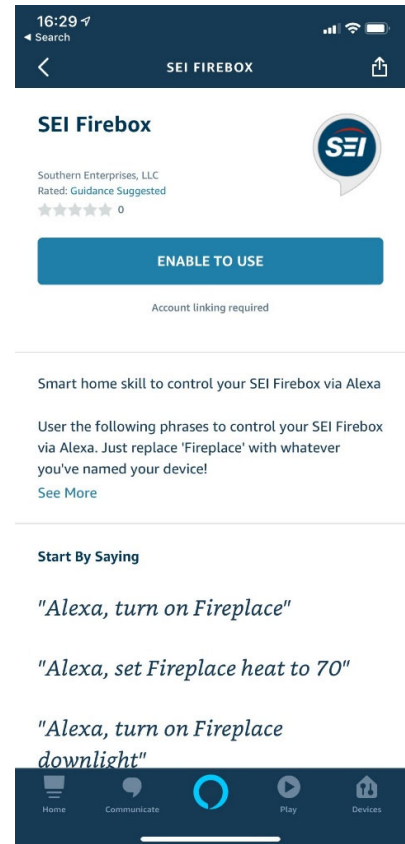 16:29
Search
SEI FIREBOX
SEI Firebox
SEI
Southern Enterprises, LLC
Rated: Guidance Suggested
0
ENABLE TO USE
Account linking required
Smart home skill to control your SEI Firebox via Alexa
User the following phrases to control your SEI Firebox
via Alexa. Just replace 'Fireplace' with whatever
you've named your device!
See More
Start By Saying
"Alexa, turn on Fireplace"
"Alexa, set Fireplace heat to 70"
"Alexa, turn on Fireplace
downlight"
Home Communicate Play Devices